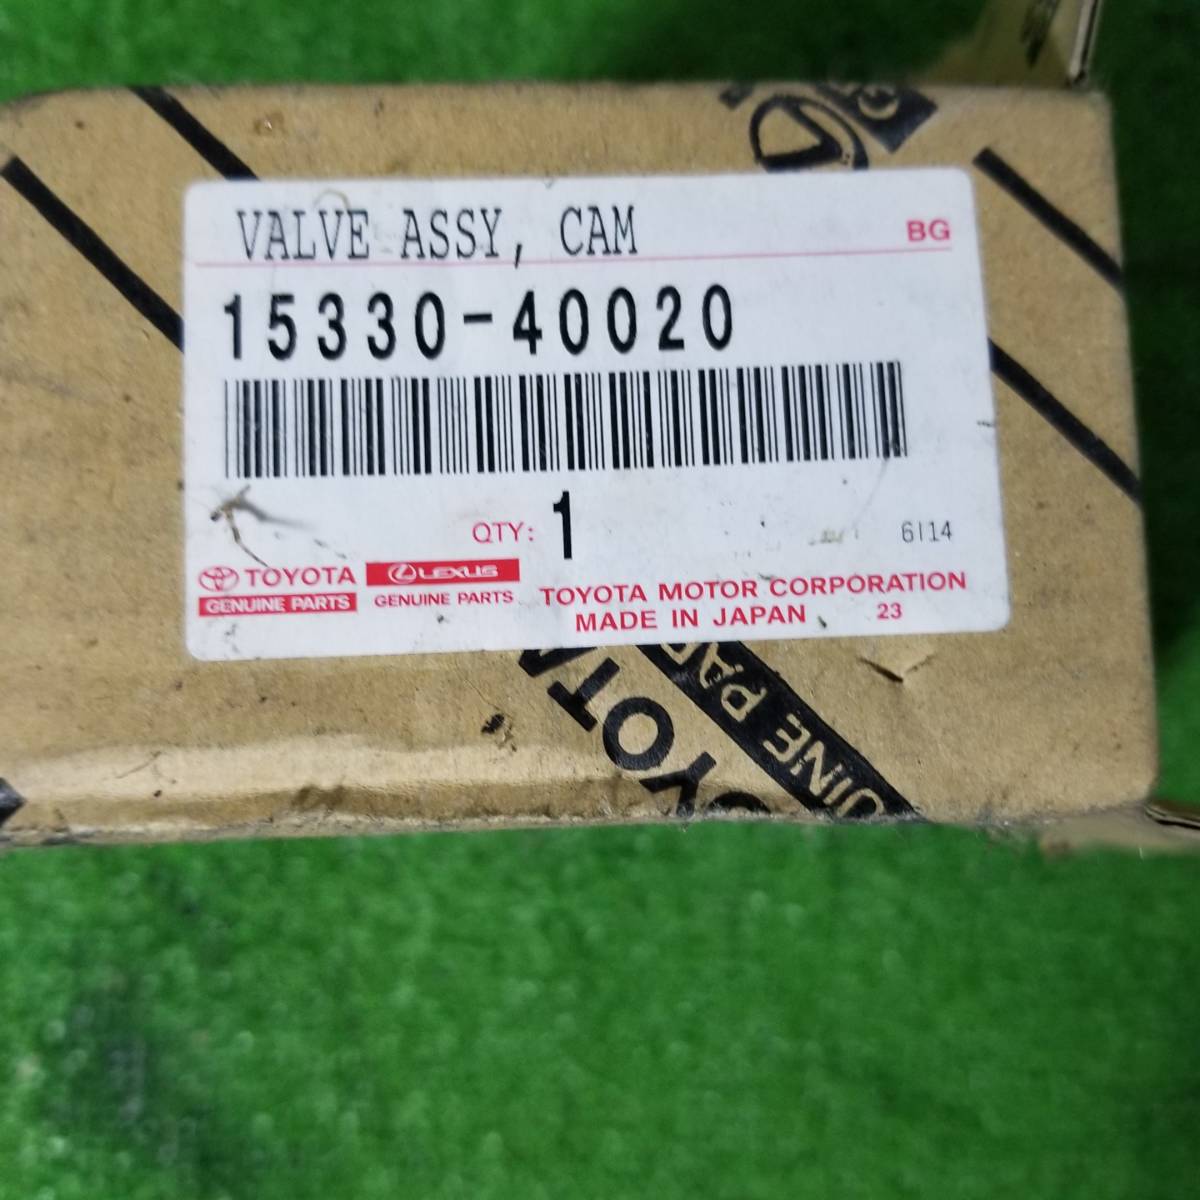 VALVE ASSY, CAM BG
15330-40020
QTY: 1
6I14
TOYOTA LEXUS
GENUINE PARTS GENUINE PARTS
TOYOTA MOTOR CORPORATION
MADE IN JAPAN 23
TOYOTA